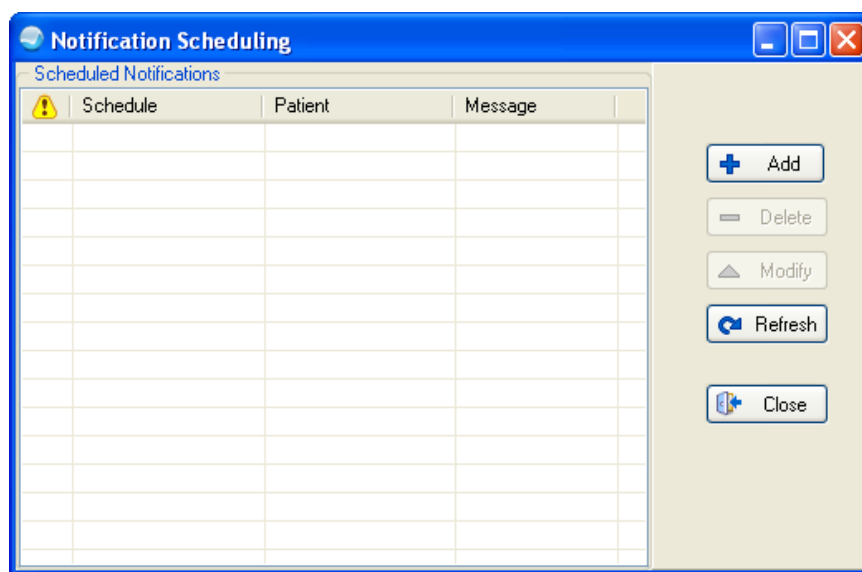 Notification Scheduling
Scheduled Notifications
Schedule Patient Message
Add
Delete
Modify
Refresh
Close